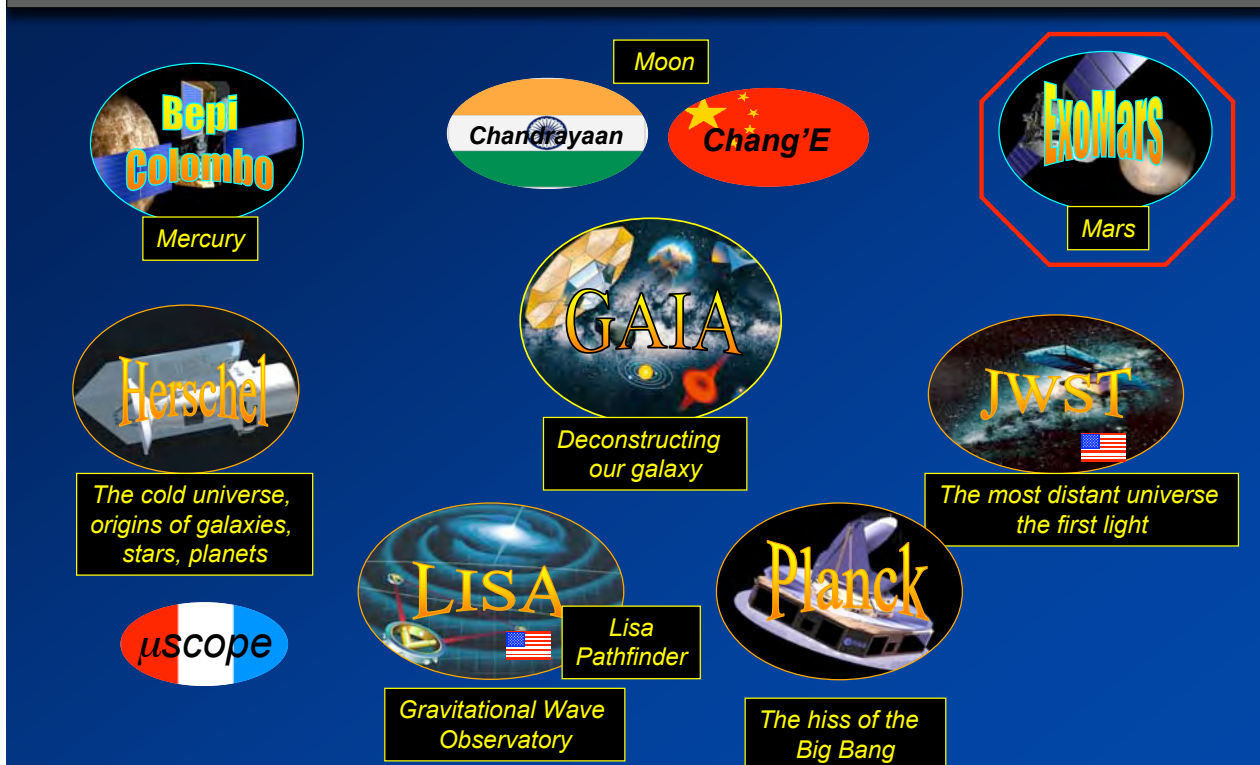 Moon
Bepi
Colombo
Mercury
Chandrayaan
Chang'E
ExoMars
Mars
Herschel
The cold universe,
origins of galaxies,
stars, planets
GAIA
Deconstructing
our galaxy
JWST
The most distant universe
the first light
μscope
LISA
Lisa
Pathfinder
Gravitational Wave
Observatory
Planck
The hiss of the
Big Bang